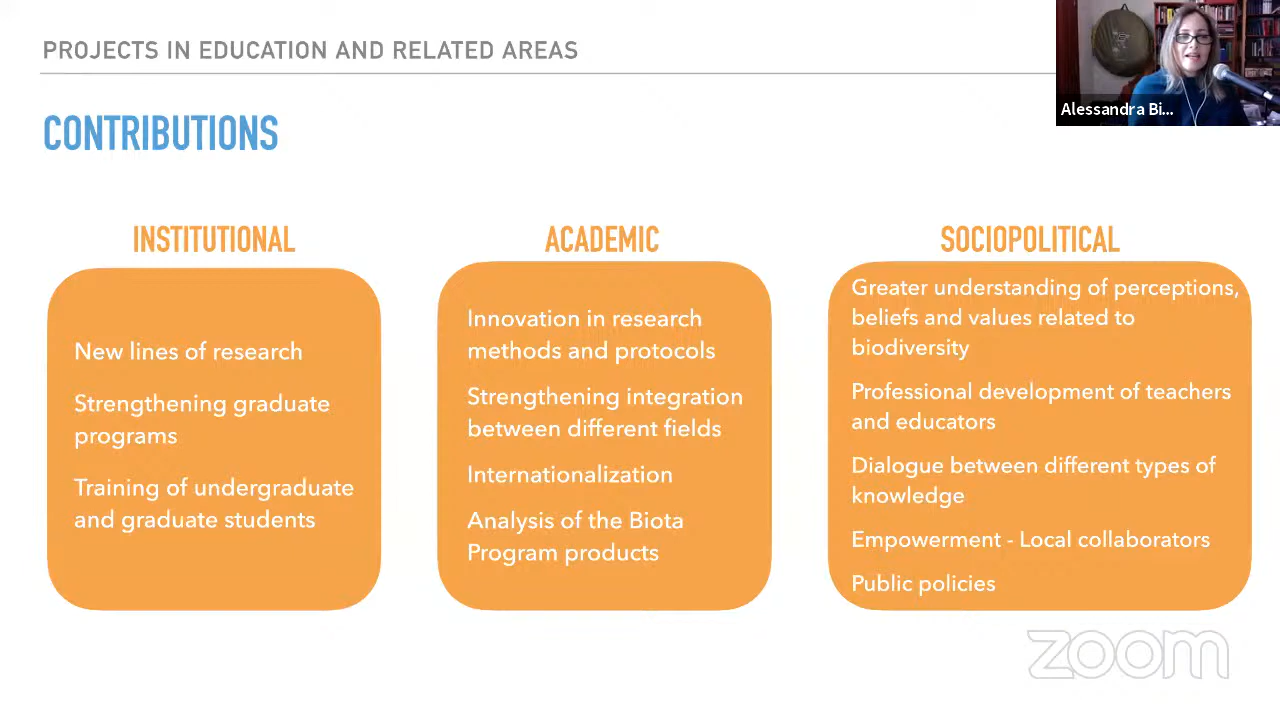 PROJECTS IN EDUCATION AND RELATED AREAS
Alessandra Bi...
CONTRIBUTIONS
INSTITUTIONAL
New lines of research
Strengthening graduate
programs
Training of undergraduate
and graduate students
ACADEMIC
Innovation in research
methods and protocols
Strengthening integration
between different fields
Internationalization
Analysis of the Biota
Program products
SOCIOPOLITICAL
Greater understanding of perceptions,
beliefs and values related to
biodiversity
Professional development of teachers
and educators
Dialogue between different types of
knowledge
Empowerment - Local collaborators
Public policies
zoom